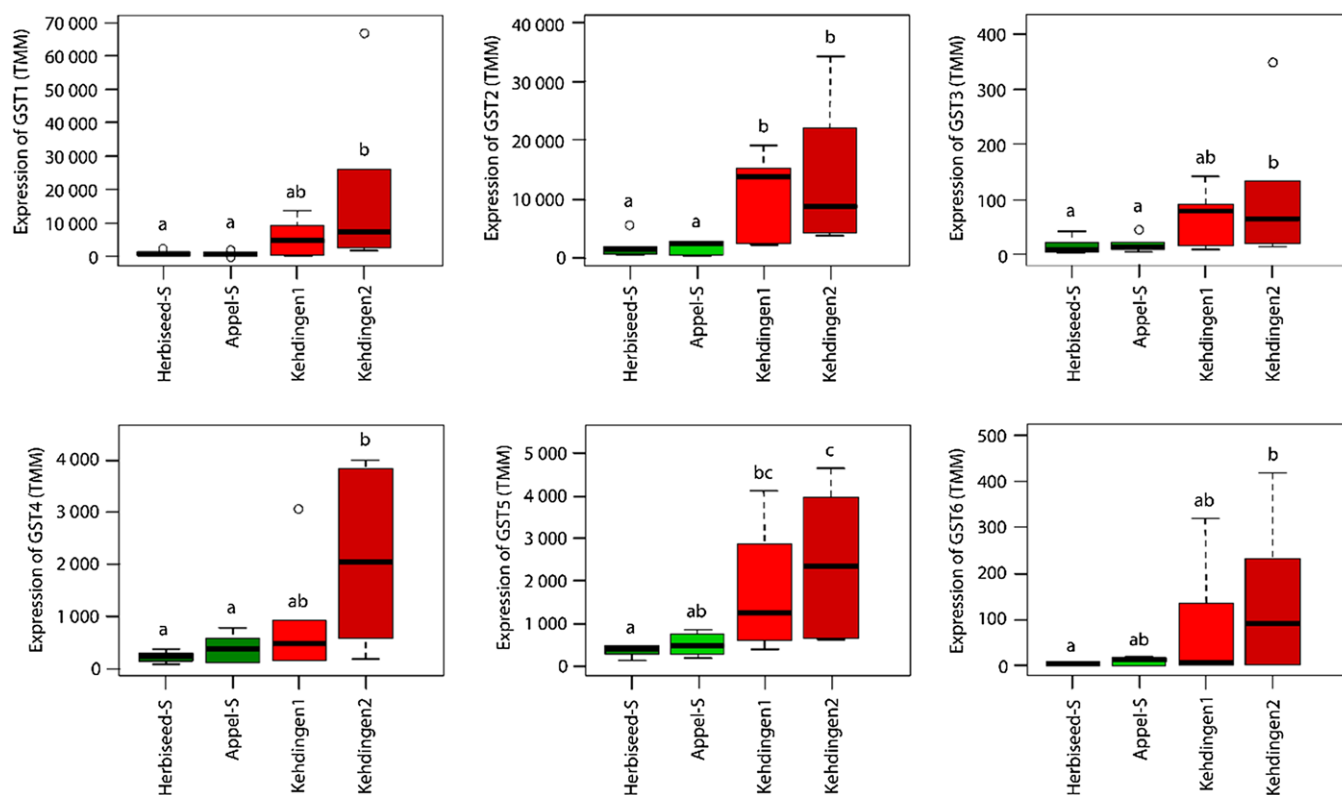 Expression of GST1 (TMM)
70 000
60 000
50 000
40 000
30 000
20 000
10 000
0
a
a
ab
b
Herbiseed-S
Appel-S
Kehdingen1
Kehdingen2
Expression of GST2 (TMM)
40 000
30 000
20 000
10 000
0
a
a
b
b
Herbiseed-S
Appel-S
Kehdingen1
Kehdingen2
Expression of GST3 (TMM)
400
300
200
100
0
a
a
ab
b
Herbiseed-S
Appel-S
Kehdingen1
Kehdingen2
Expression of GST4 (TMM)
4 000
3 000
2 000
1 000
0
a
a
ab
b
Herbiseed-S
Appel-S
Kehdingen1
Kehdingen2
Expression of GST5 (TMM)
5 000
4 000
3 000
2 000
1 000
0
a
ab
bc
c
Herbiseed-S
Appel-S
Kehdingen1
Kehdingen2
Expression of GST6 (TMM)
500
400
300
200
100
0
a
ab
ab
b
Herbiseed-S
Appel-S
Kehdingen1
Kehdingen2